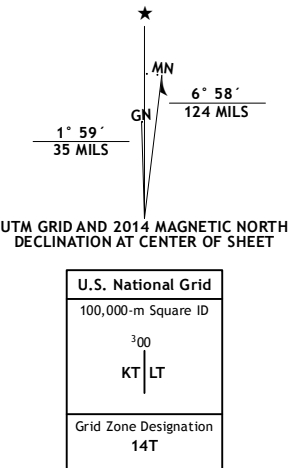 MN
6° 58´
124 MILS
GN
1° 59´
35 MILS
UTM GRID AND 2014 MAGNETIC NORTH
DECLINATION AT CENTER OF SHEET
U.S. National Grid
100,000-m Square ID
³00
KT LT
Grid Zone Designation
14T